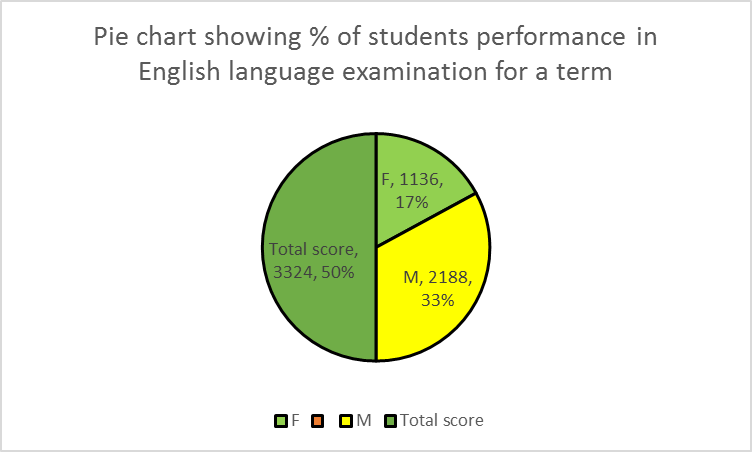 Pie chart showing % of students performance in
English language examination for a term
F, 1136,
17%
Total score,
3324, 50%
M, 2188,
33%
F M Total score